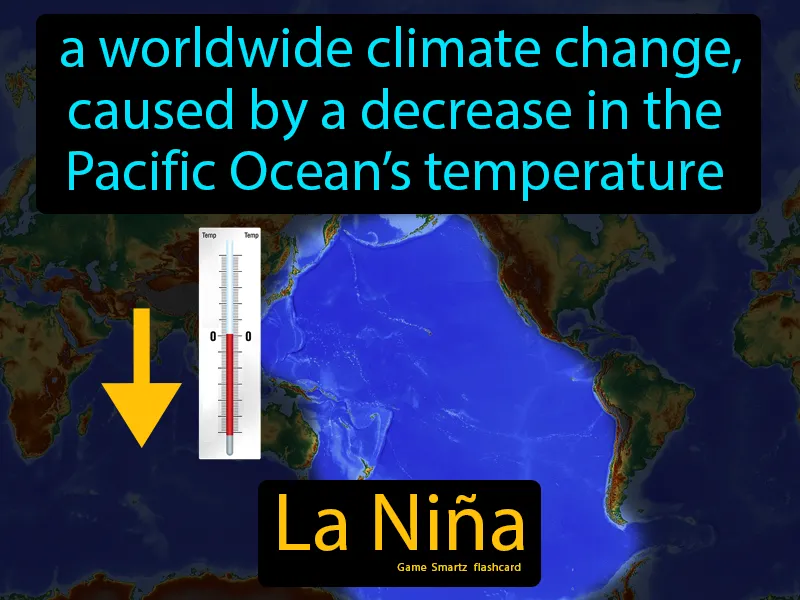 a worldwide climate change,
caused by a decrease in the
Pacific Ocean's temperature
Temp Temp
0 0
La Niña
Game Smartz flashcard